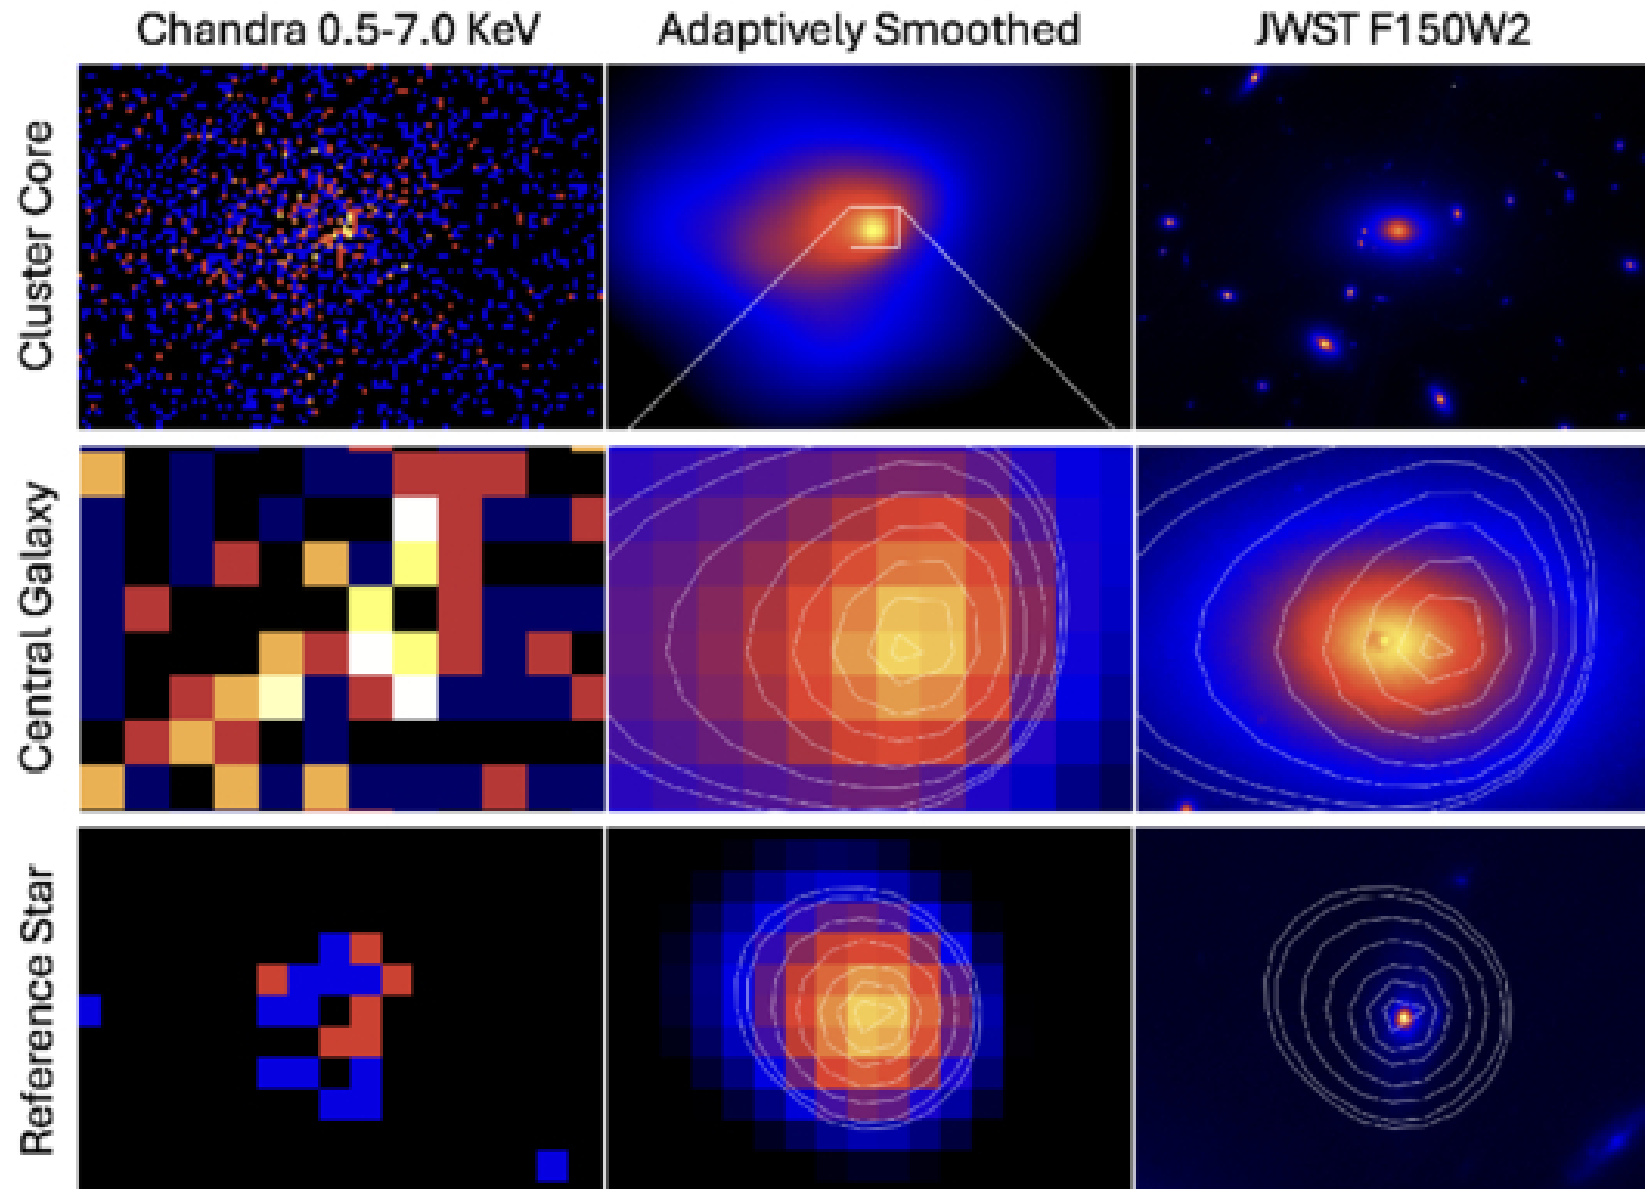 Chandra 0.5-7.0 KeV
Adaptively Smoothed
JWST F150W2
Cluster Core
Central Galaxy
Reference Star